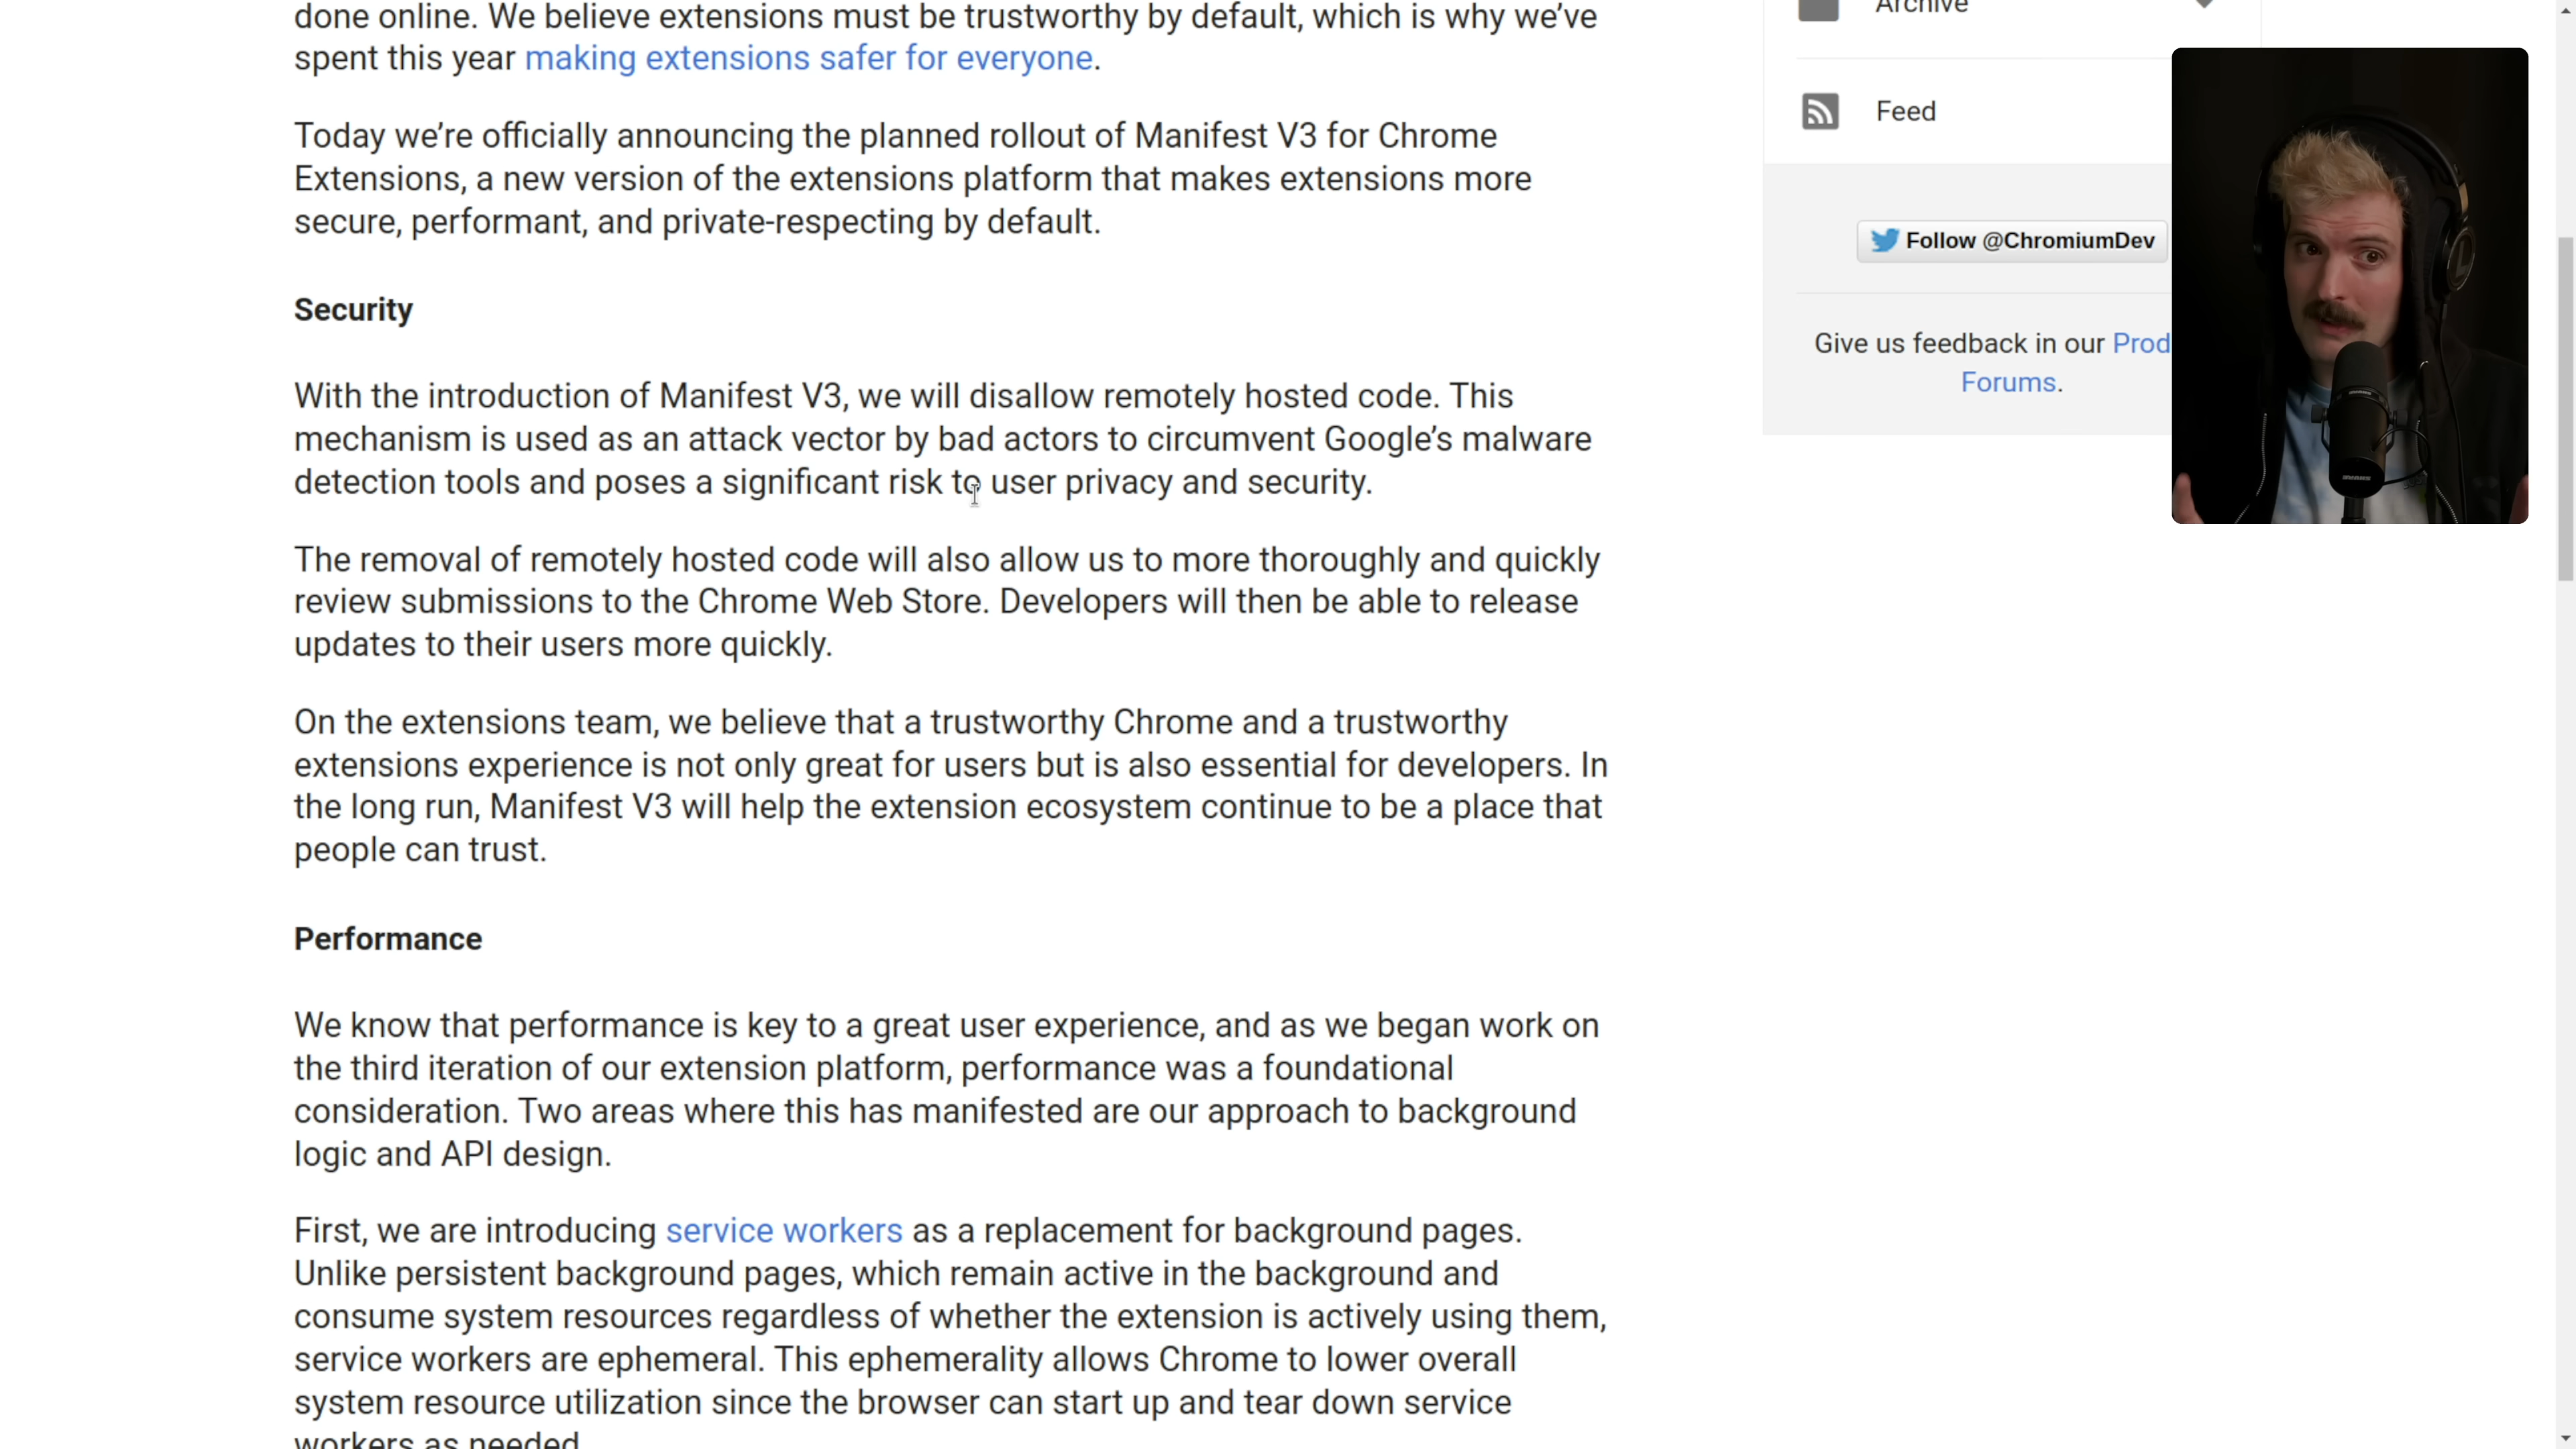 done online. We believe extensions must be trustworthy by default, which is why we’ve
spent this year making extensions safer for everyone.
Today we’re officially announcing the planned rollout of Manifest V3 for Chrome
Extensions, a new version of the extensions platform that makes extensions more
secure, performant, and private-respecting by default.
Security
With the introduction of Manifest V3, we will disallow remotely hosted code. This
mechanism is used as an attack vector by bad actors to circumvent Google’s malware
detection tools and poses a significant risk to user privacy and security.
The removal of remotely hosted code will also allow us to more thoroughly and quickly
review submissions to the Chrome Web Store. Developers will then be able to release
updates to their users more quickly.
On the extensions team, we believe that a trustworthy Chrome and a trustworthy
extensions experience is not only great for users but is also essential for developers. In
the long run, Manifest V3 will help the extension ecosystem continue to be a place that
people can trust.
Performance
We know that performance is key to a great user experience, and as we began work on
the third iteration of our extension platform, performance was a foundational
consideration. Two areas where this has manifested are our approach to background
logic and API design.
First, we are introducing service workers as a replacement for background pages.
Unlike persistent background pages, which remain active in the background and
consume system resources regardless of whether the extension is actively using them,
service workers are ephemeral. This ephemerality allows Chrome to lower overall
system resource utilization since the browser can start up and tear down service
workers as needed
Archive
Feed
Follow @ChromiumDev
Give us feedback in our Prod
Forums.